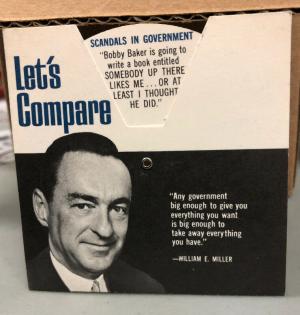 SCANDALS IN GOVERNMENT
"Bobby Baker is going to
write a book entitled
SOMEBODY UP THERE
LIKES ME ... OR AT
LEAST I THOUGHT
HE DID."
Let's
Compare
"Any government
big enough to give you
everything you want
is big enough to
take away everything
you have."
—WILLIAM E. MILLER